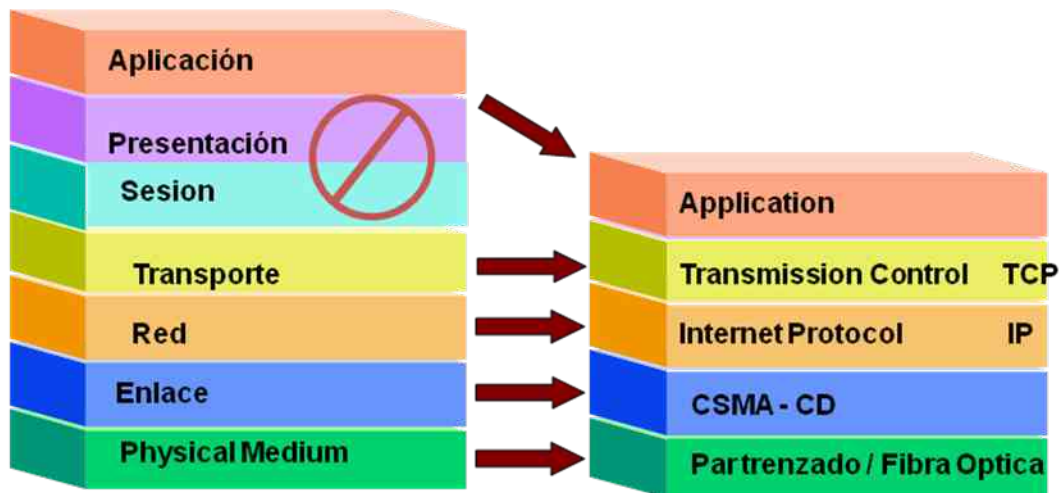 Aplicación
Presentación
Sesion
Transporte
Red
Enlace
Physical Medium
Application
Transmission Control TCP
Internet Protocol IP
CSMA - CD
Partrenzado / Fibra Optica